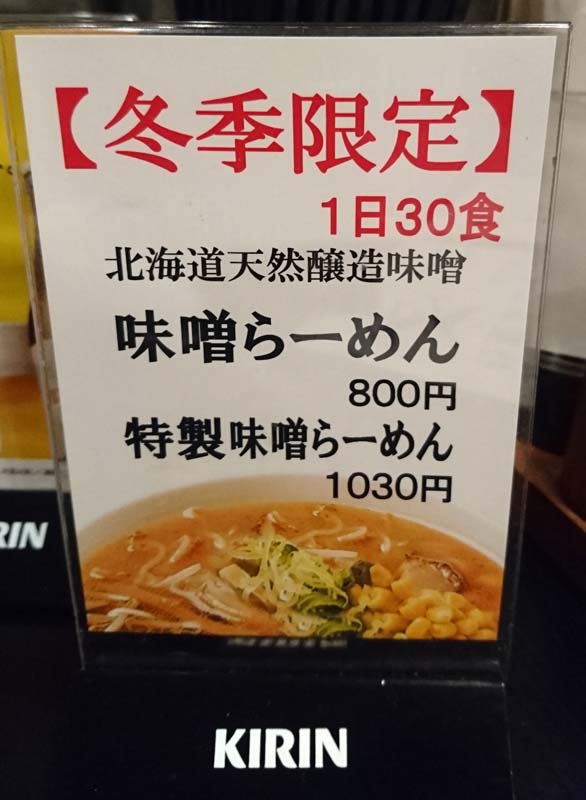 【冬季限定】
1日30食
北海道天然醸造味噌
味噌らーめん
800円
特製味噌らーめん
1030円
RIN
KIRIN